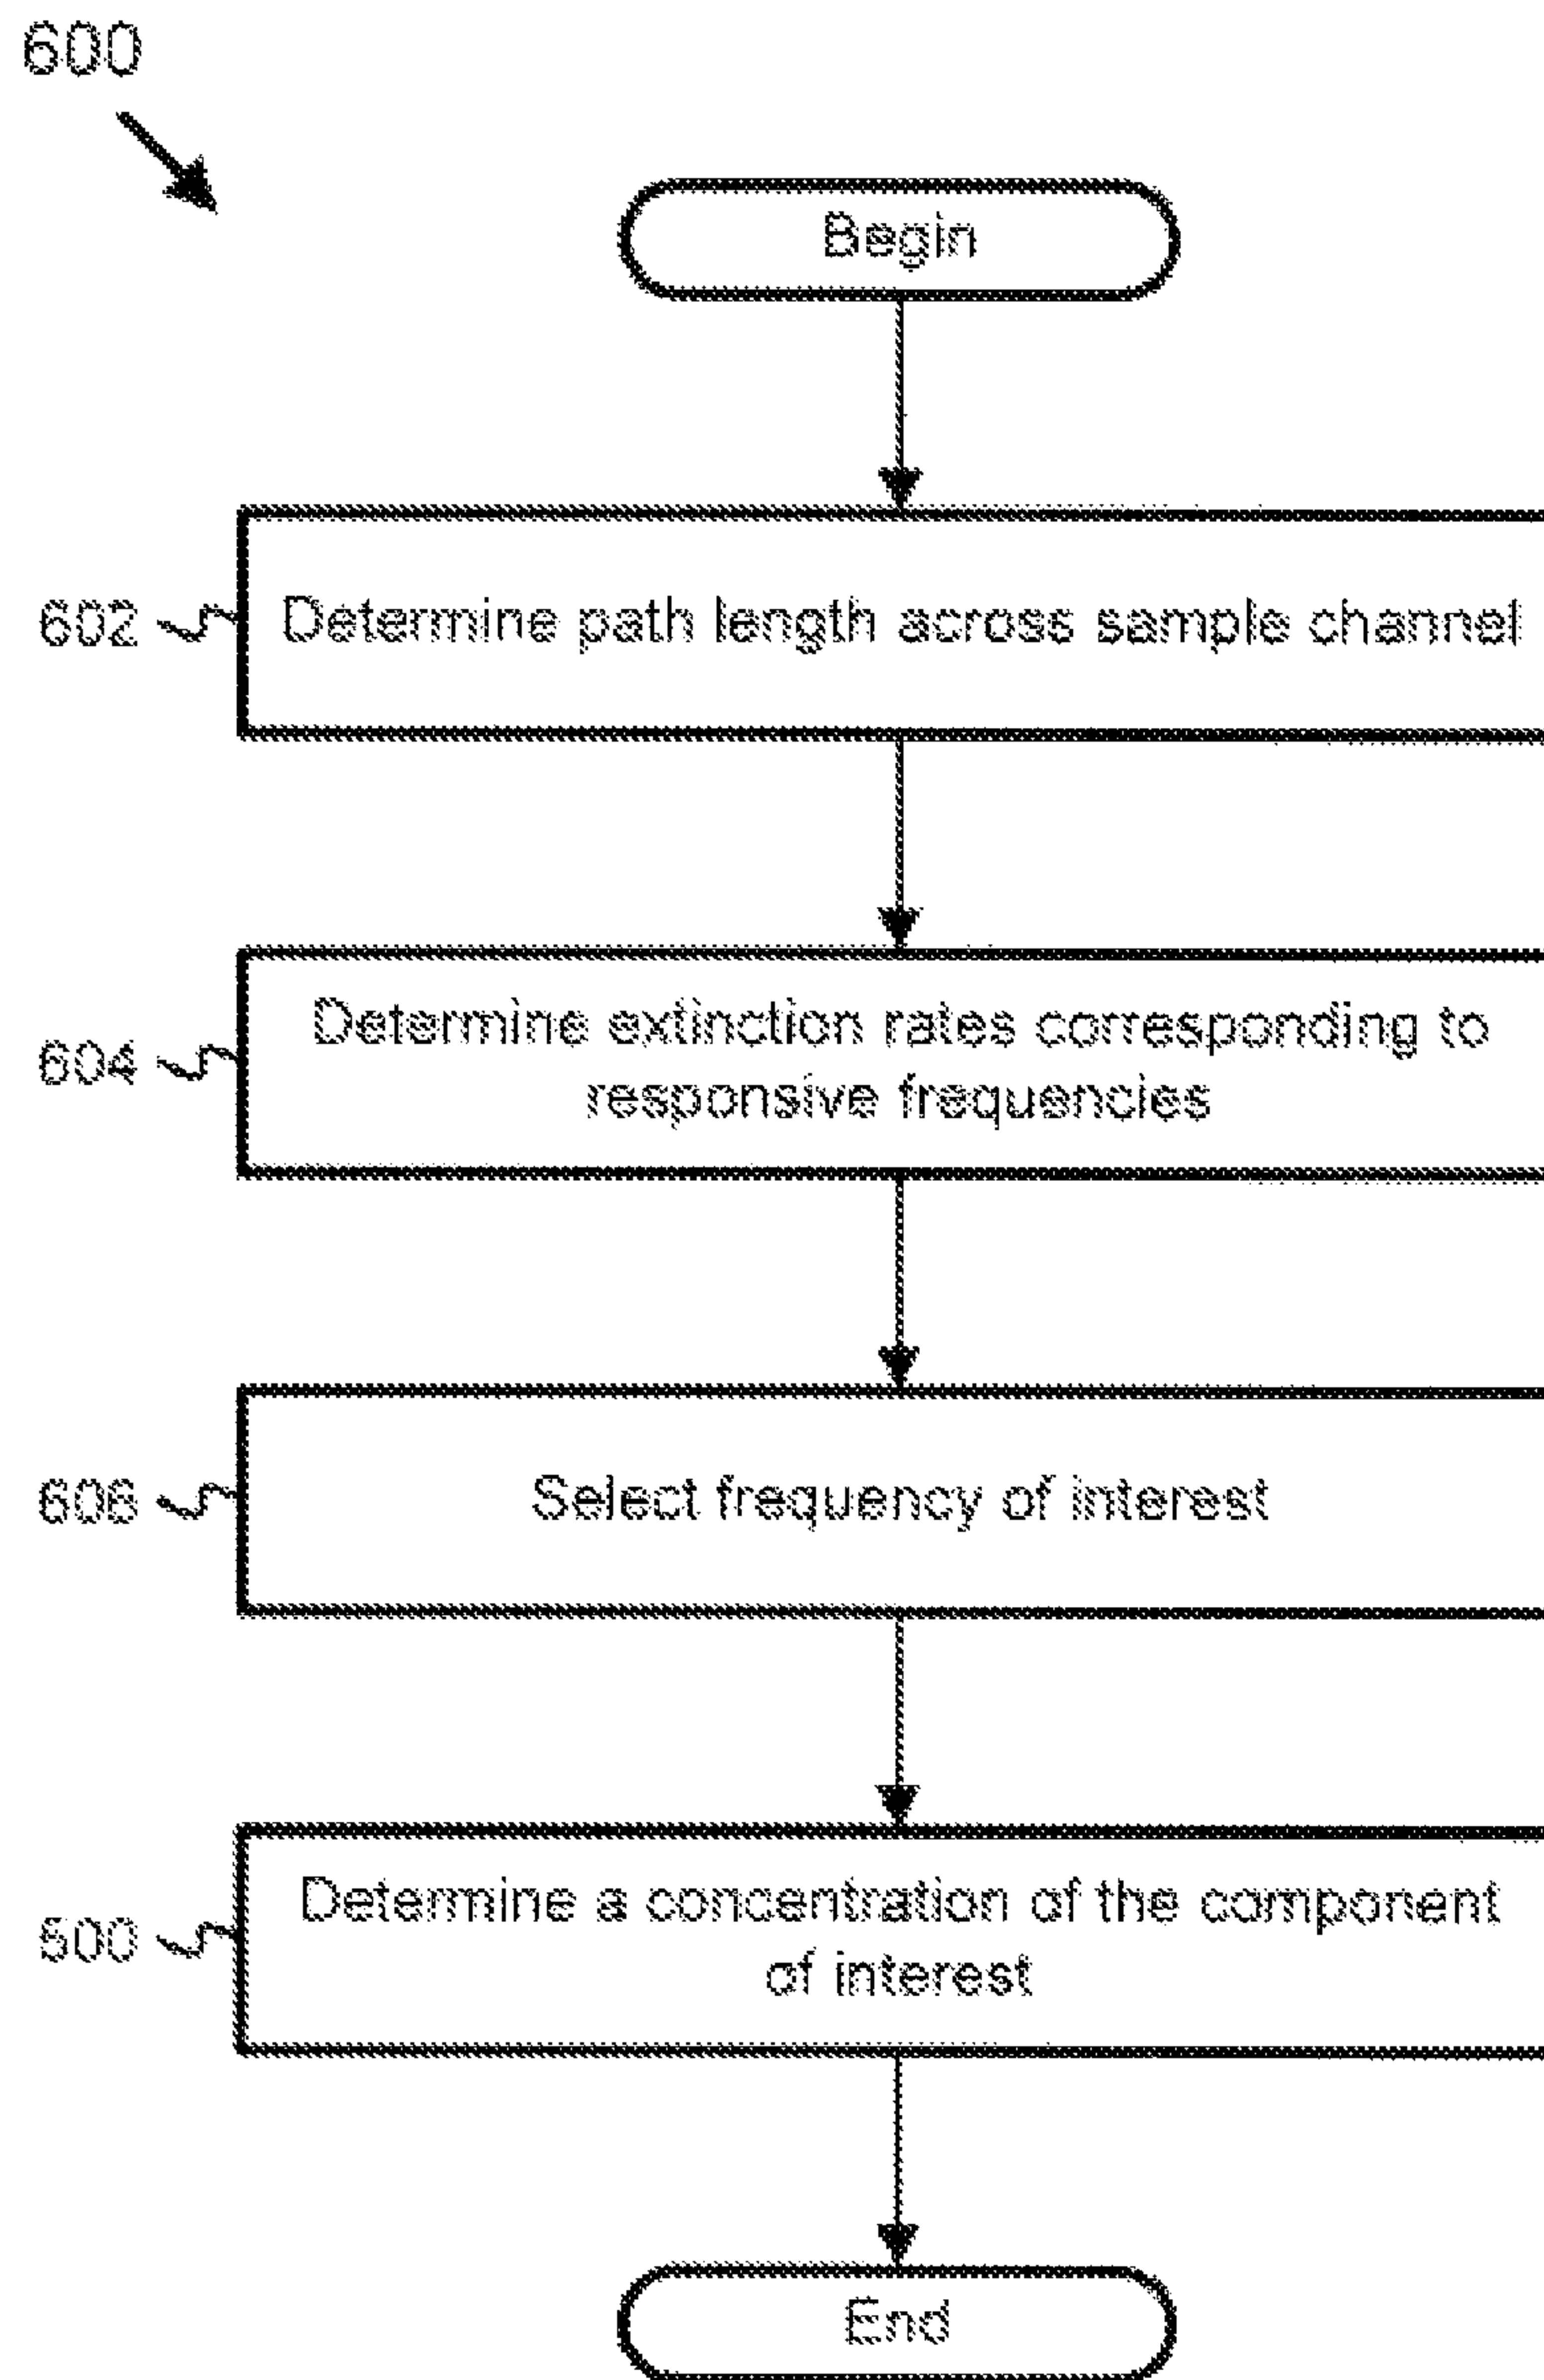 600
Begin
602
Determine path length across sample channel
604
Determine extinction rates corresponding to
responsive frequencies
606
Select frequency of interest
500
Determine a concentration of the component
of interest
End